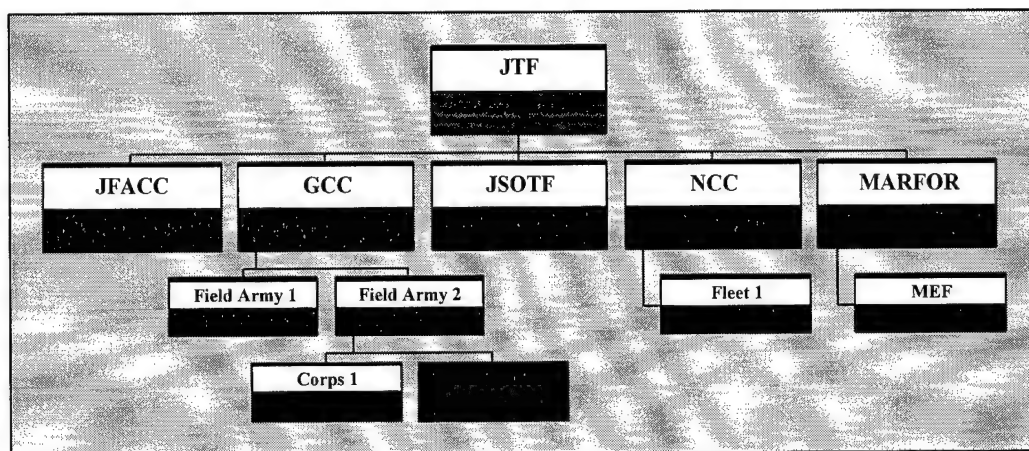 JTF
JFACC
GCC
JSOTF
NCC
MARFOR
Field Army 1
Field Army 2
Fleet 1
MEF
Corps 1